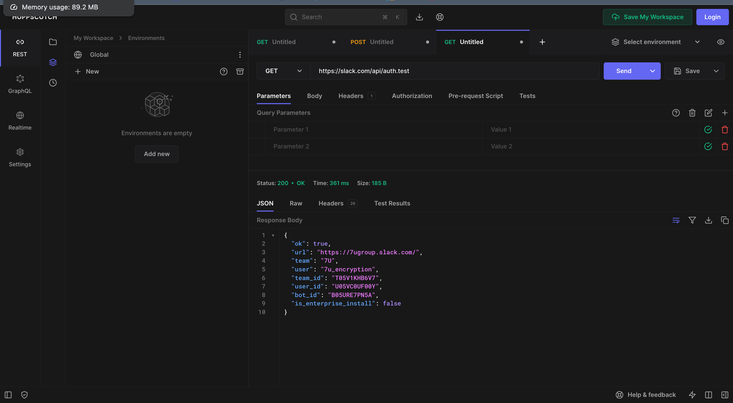 Memory usage: 89.2 MB
HOPPSCOTCH
Search
⌘ K
Save My Workspace
Login
REST
GraphQL
Realtime
Settings
My Workspace > Environments
Global
New
Environments are empty
Add new
GET Untitled
POST Untitled
GET Untitled
Select environment
GET
https://slack.com/api/auth.test
Send
Save
Parameters
Body
Headers 1
Authorization
Pre-request Script
Tests
Query Parameters
Parameter 1
Value 1
Parameter 2
Value 2
Status: 200 • OK Time: 361 ms Size: 185 B
JSON
Raw
Headers 26
Test Results
Response Body
1 {
2 "ok": true,
3 "url": "https://7ugroup.slack.com/",
4 "team": "7U",
5 "user": "7u_encryption",
6 "team_id": "T05V1KHB6V7",
7 "user_id": "U05VC0UF00Y",
8 "bot_id": "B05URE7PN5A",
9 "is_enterprise_install": false
10 }
Help & feedback